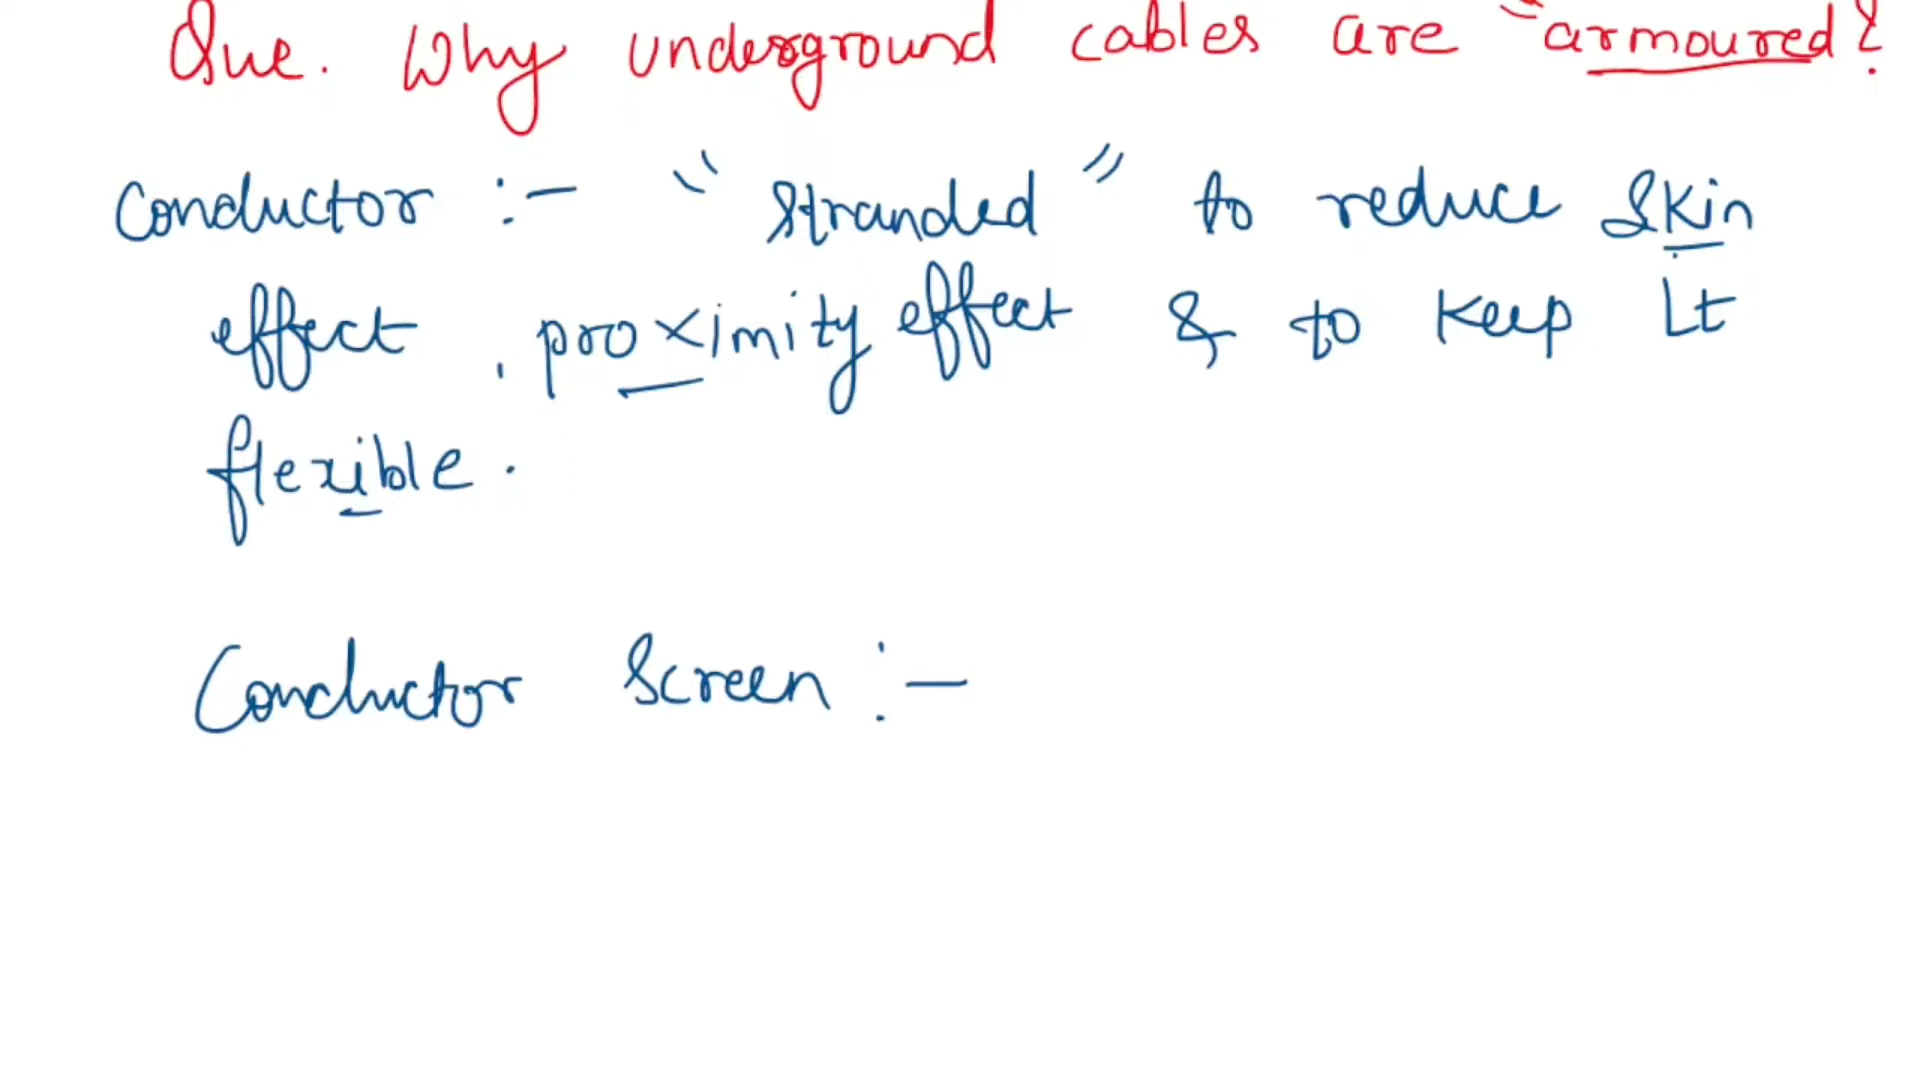 Que. Why underground cables are "armoured?
Conductor :- "Stranded" to reduce Skin
effect, proximity effect & to keep it
flexible.
Conductor Screen :-